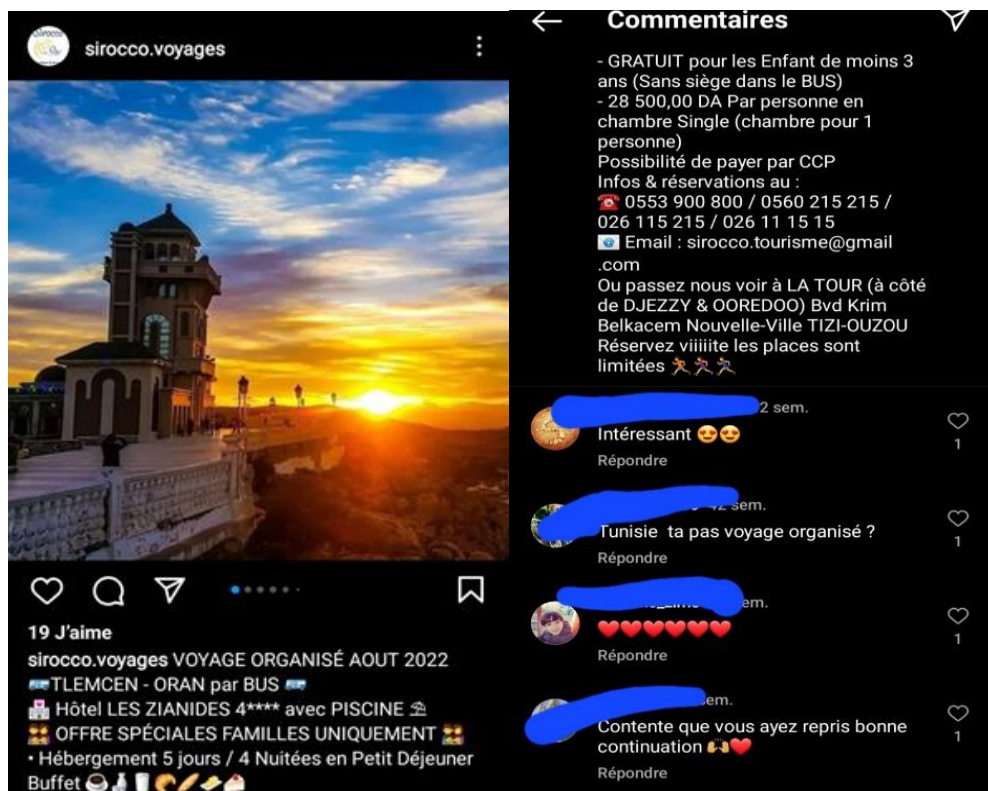 sirocco.voyages
19 J'aime
sirocco.voyages VOYAGE ORGANISÉ AOUT 2022
🚌TLEMCEN - ORAN par BUS 🚌
🏩 Hôtel LES ZIANIDES 4**** avec PISCINE ⛱
👨‍👩‍👧‍👦 OFFRE SPÉCIALES FAMILLES UNIQUEMENT 👨‍👩‍👧‍👦
• Hébergement 5 jours / 4 Nuitées en Petit Déjeuner
Buffet ☕🍶🥛🥐🥖🧈🍰
Commentaires
- GRATUIT pour les Enfant de moins 3
ans (Sans siège dans le BUS)
- 28 500,00 DA Par personne en
chambre Single (chambre pour 1
personne)
Possibilité de payer par CCP
Infos & réservations au :
☎️ 0553 900 800 / 0560 215 215 /
026 115 215 / 026 11 15 15
📧 Email : sirocco.tourisme@gmail
.com
Ou passez nous voir à LA TOUR (à côté
de DJEZZY & OOREDOO) Bvd Krim
Belkacem Nouvelle-Ville TIZI-OUZOU
Réservez viiiiite les places sont
limitées 🏃🏃‍♀️🏃‍♂️
2 sem.
Intéressant 😍😍
1
Répondre
sem.
Tunisie ta pas voyage organisé ?
1
Répondre
em.
❤️❤️❤️❤️❤️❤️
1
Répondre
em.
Contente que vous ayez repris bonne
continuation 🙌❤️
1
Répondre